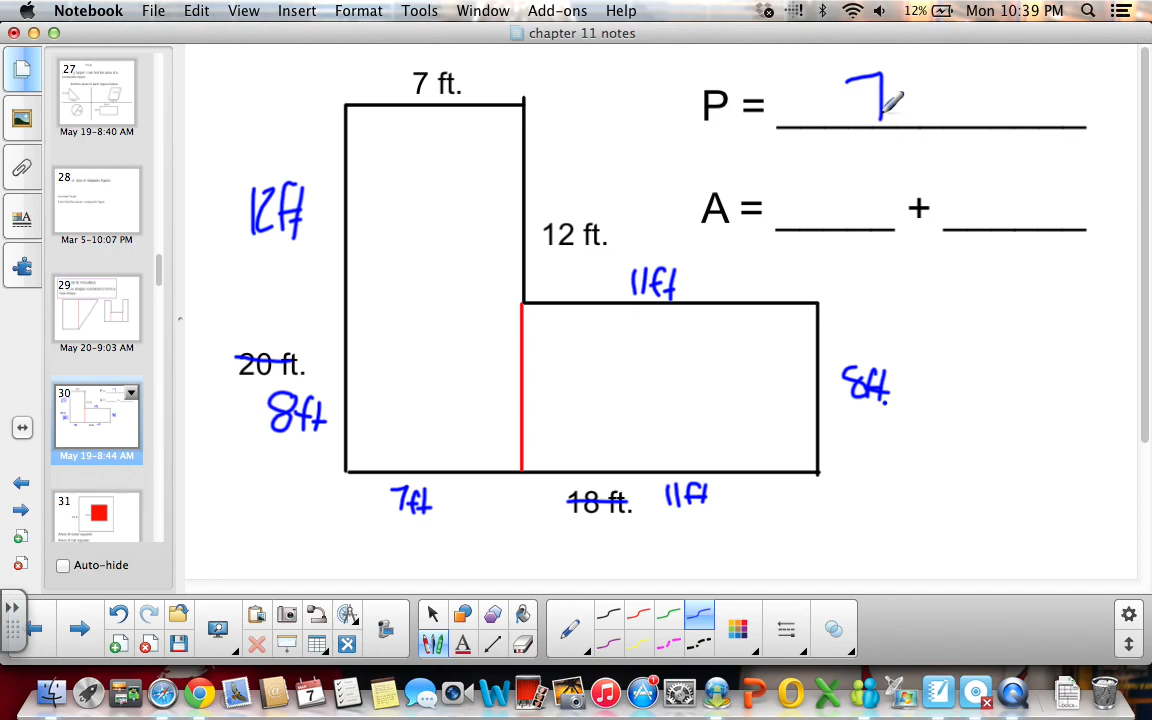 Notebook File Edit View Insert Format Tools Window Add-ons Help 12% Mon 10:39 PM
chapter 11 notes
27
May 19-8:40 AM
28
Mar 5-10:07 PM
29
May 20-9:03 AM
30
May 19-8:44 AM
31
Auto-hide
7 ft.
P = 7
12ft
A = +
12 ft.
11ft
20 ft.
8ft
8ft.
7ft
18 ft.
11ft